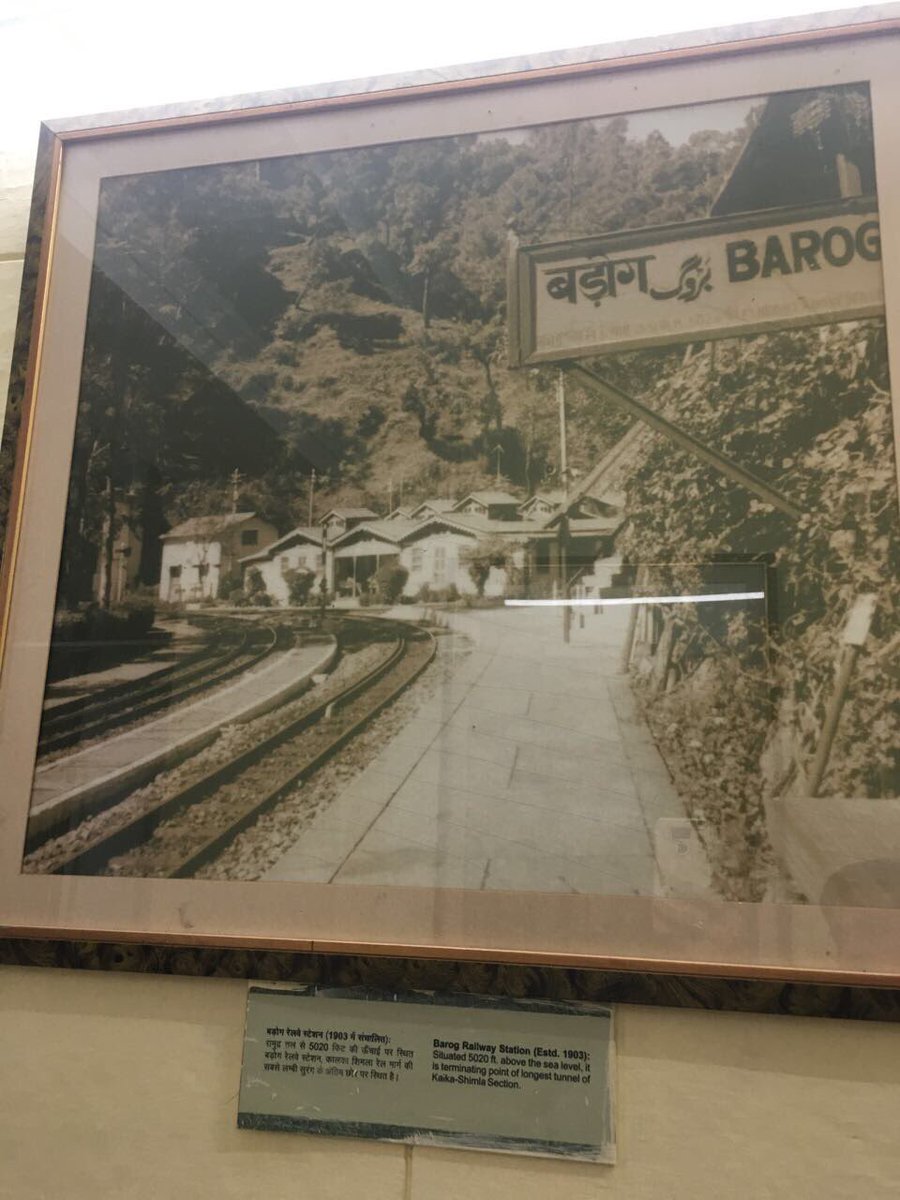 बड़ोग بڑوگ BAROG
बड़ोग रेलवे स्टेशन (1903 में संचालित):
समुद्र तल से 5020 फिट की ऊँचाई पर स्थित
बड़ोग रेलवे स्टेशन, कालका शिमला रेल मार्ग की
सबसे लम्बी सुरंग के अंतिम छोर पर स्थित है।
Barog Railway Station (Estd. 1903):
Situated 5020 ft. above the sea level, it
is terminating point of longest tunnel of
Kaika-Shimla Section.